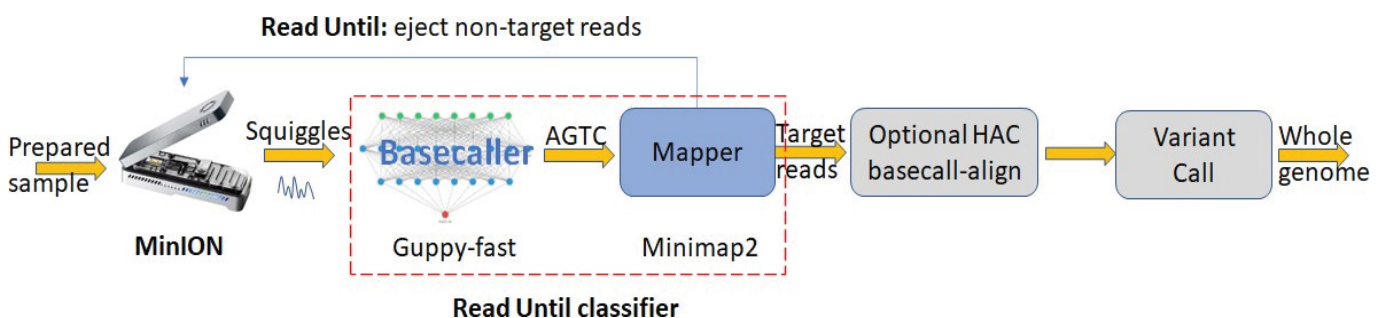 Read Until: eject non-target reads
Prepared
sample
MinION
Squiggles
Basecaller
Guppy-fast
AGTC
Mapper
Minimap2
Read Until classifier
Target
reads
Optional HAC
basecall-align
Variant
Call
Whole
genome